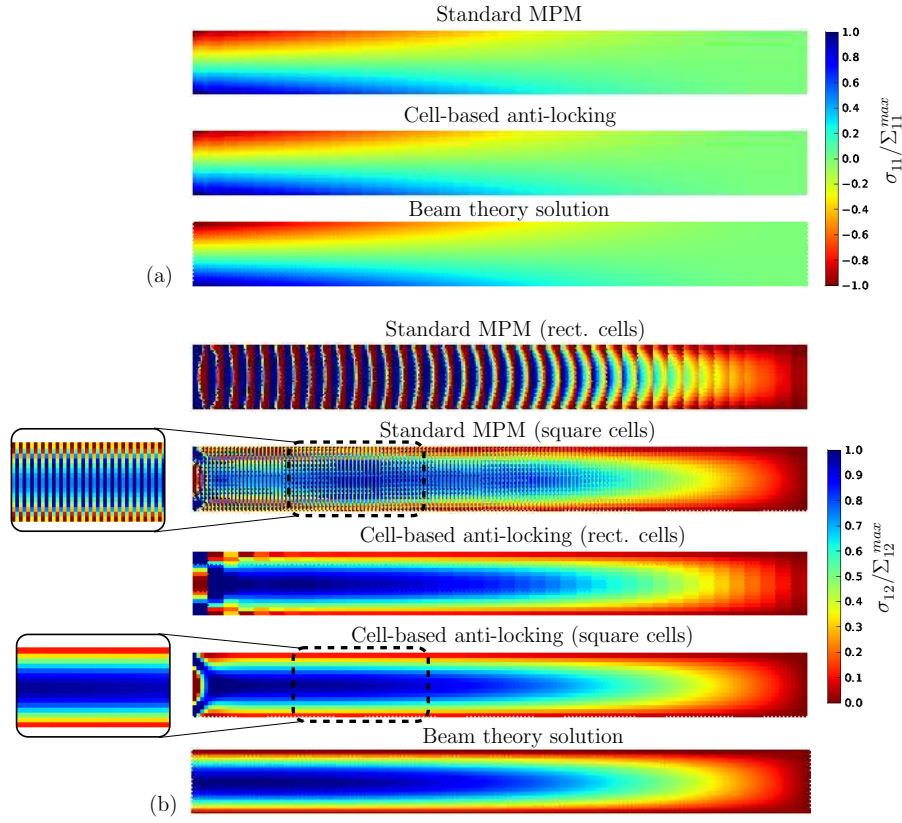 Standard MPM
Cell-based anti-locking
Beam theory solution
(a)
1.0
0.8
0.6
0.4
0.2
0.0
−0.2
−0.4
−0.6
−0.8
−1.0
σ11/Σ11^max
Standard MPM (rect. cells)
Standard MPM (square cells)
Cell-based anti-locking (rect. cells)
Cell-based anti-locking (square cells)
Beam theory solution
(b)
1.0
0.9
0.8
0.7
0.6
0.5
0.4
0.3
0.2
0.1
0.0
σ12/Σ12^max